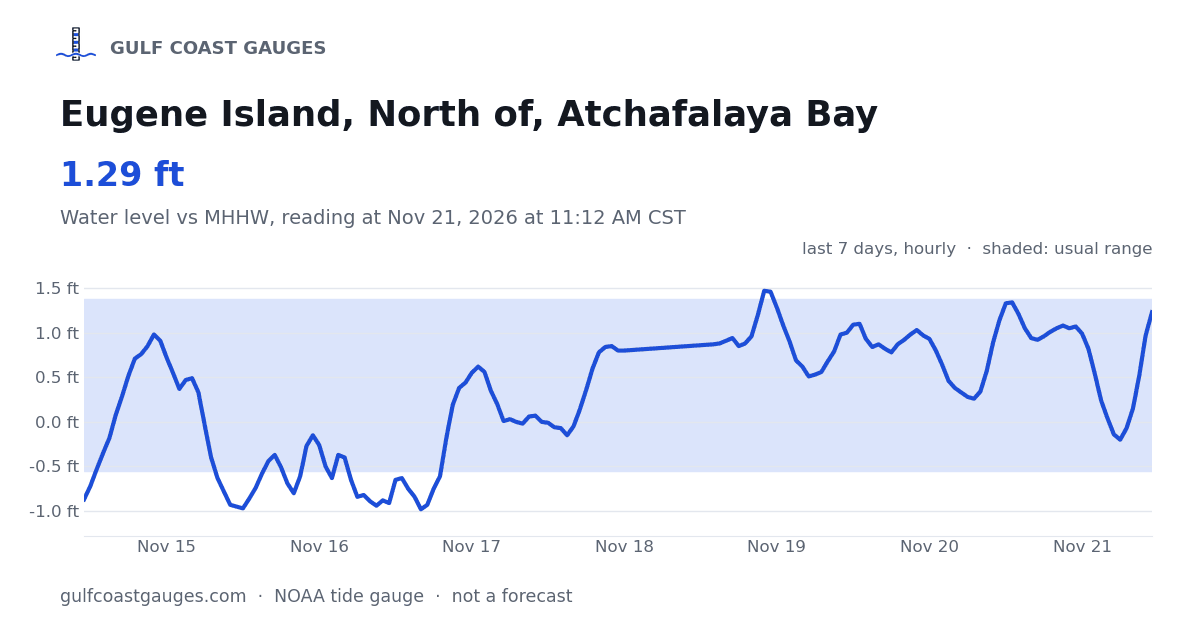 GULF COAST GAUGES
Eugene Island, North of, Atchafalaya Bay
1.29 ft
Water level vs MHHW, reading at Nov 21, 2026 at 11:12 AM CST
last 7 days, hourly · shaded: usual range
1.5 ft
1.0 ft
0.5 ft
0.0 ft
-0.5 ft
-1.0 ft
Nov 15 Nov 16 Nov 17 Nov 18 Nov 19 Nov 20 Nov 21
gulfcoastgauges.com · NOAA tide gauge · not a forecast